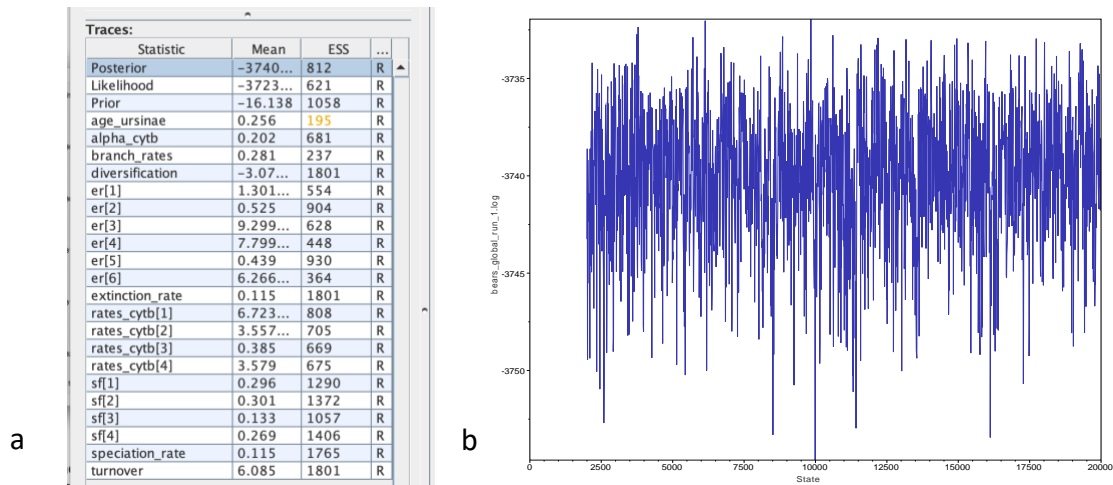 Traces:
Statistic Mean ESS ...
Posterior -3740... 812 R
Likelihood -3723... 621 R
Prior -16.138 1058 R
age_ursinae 0.256 195 R
alpha_cytb 0.202 681 R
branch_rates 0.281 237 R
diversification -3.07... 1801 R
er[1] 1.301... 554 R
er[2] 0.525 904 R
er[3] 9.299... 628 R
er[4] 7.799... 448 R
er[5] 0.439 930 R
er[6] 6.266... 364 R
extinction_rate 0.115 1801 R
rates_cytb[1] 6.723... 808 R
rates_cytb[2] 3.557... 705 R
rates_cytb[3] 0.385 669 R
rates_cytb[4] 3.579 675 R
sf[1] 0.296 1290 R
sf[2] 0.301 1372 R
sf[3] 0.133 1057 R
sf[4] 0.269 1406 R
speciation_rate 0.115 1765 R
turnover 6.085 1801 R
a
b
bears_global_run_1.log
-3735
-3740
-3745
-3750
0 2500 5000 7500 10000 12500 15000 17500 20000
State